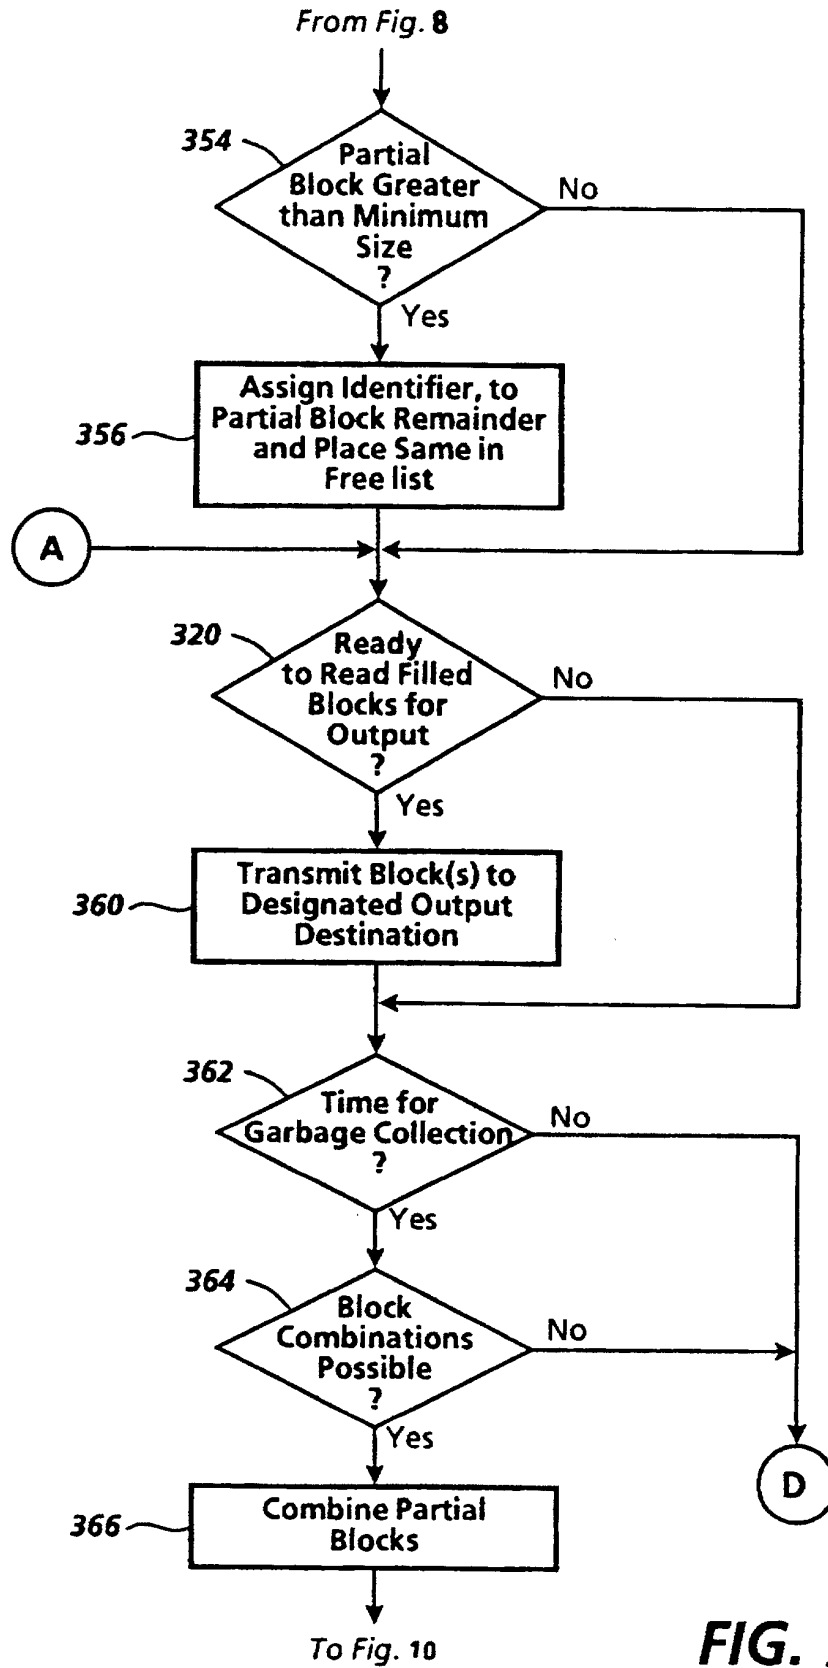 From Fig. 8
354
Partial
Block Greater
than Minimum
Size
?
No
Yes
356
Assign Identifier, to
Partial Block Remainder
and Place Same in
Free list
A
320
Ready
to Read Filled
Blocks for
Output
?
No
Yes
360
Transmit Block(s) to
Designated Output
Destination
362
Time for
Garbage Collection
?
No
Yes
364
Block
Combinations
Possible
?
No
Yes
D
366
Combine Partial
Blocks
To Fig. 10
FIG.